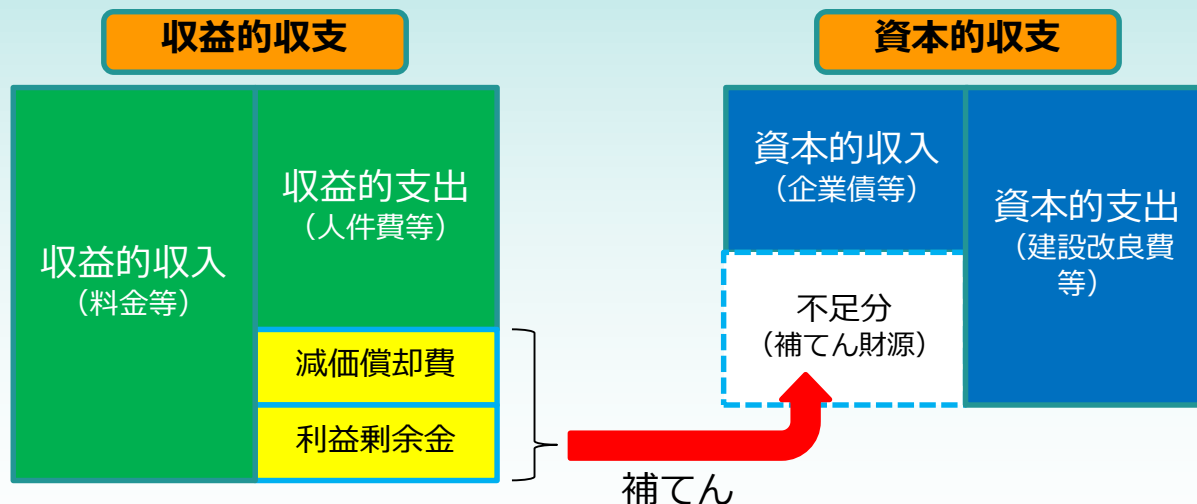 収益的収支
収益的収入
（料金等）
収益的支出
（人件費等）
減価償却費
利益剰余金
補てん
資本的収支
資本的収入
（企業債等）
不足分
（補てん財源）
資本的支出
（建設改良費
等）